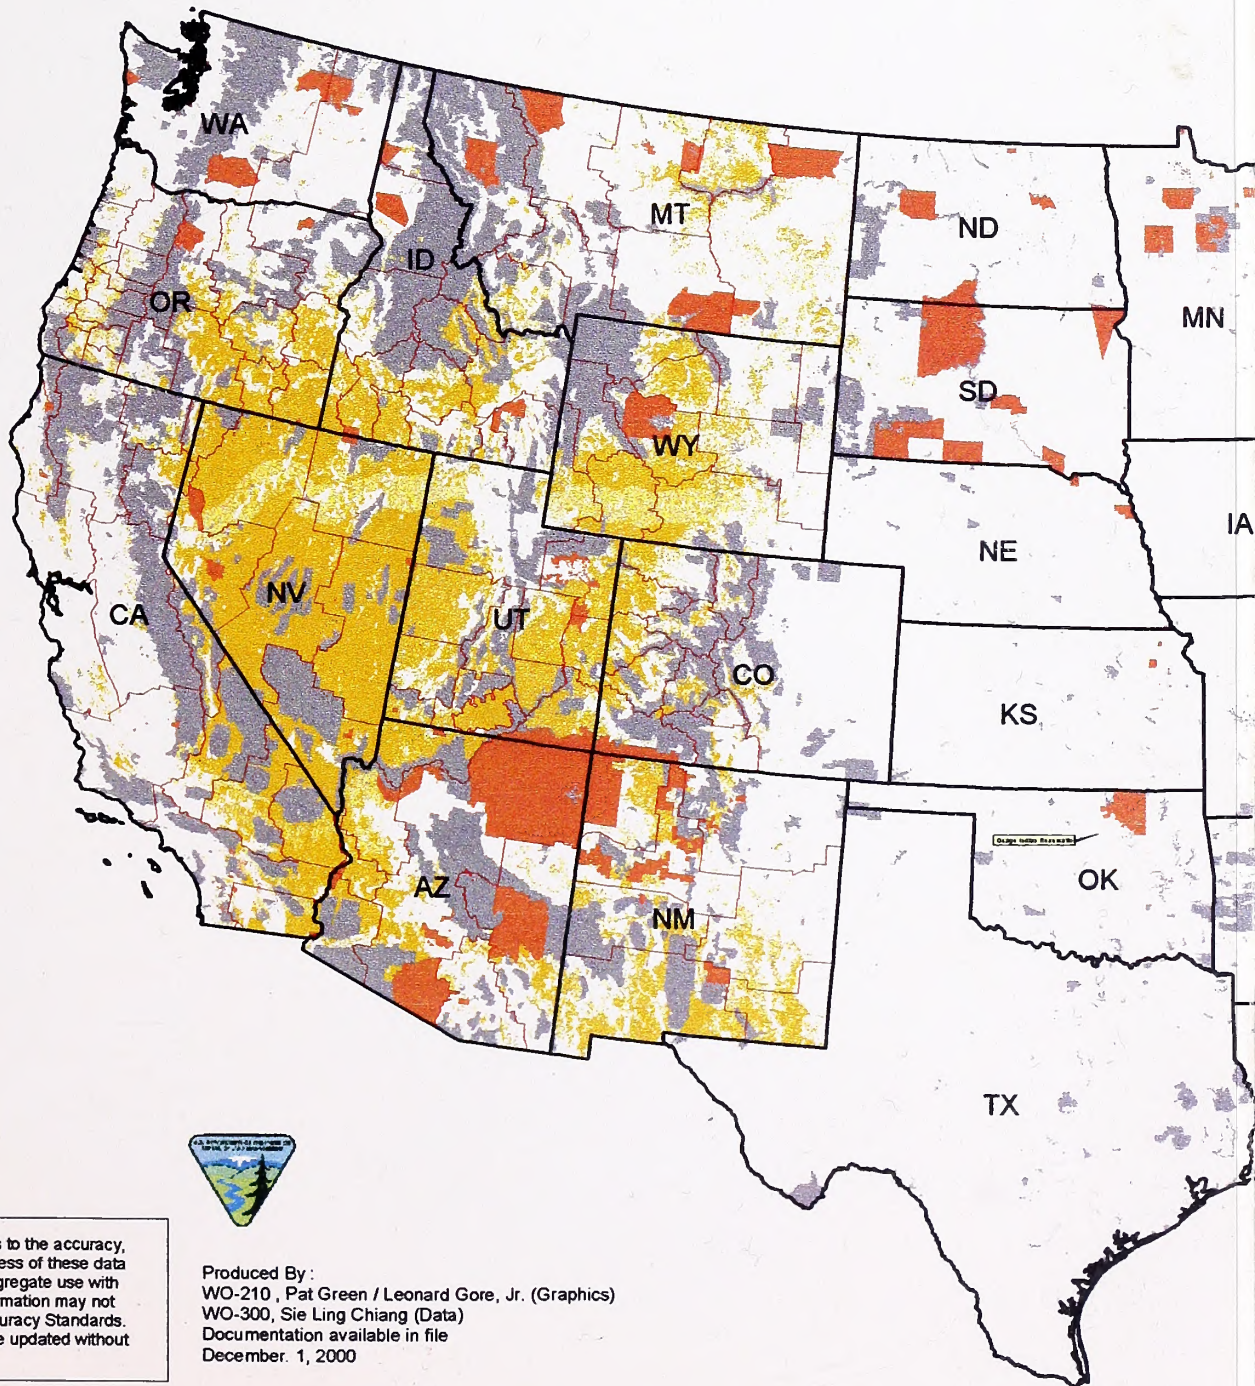 WA
MT
ND
ID
OR
MN
SD
WY
IA
NE
NV
UT
CA
CO
KS
OK
AZ
NM
TX
s to the accuracy,
ess of these data
gregate use with
mation may not
curacy Standards.
e updated without
Produced By :
WO-210 , Pat Green / Leonard Gore, Jr. (Graphics)
WO-300, Sie Ling Chiang (Data)
Documentation available in file
December. 1, 2000